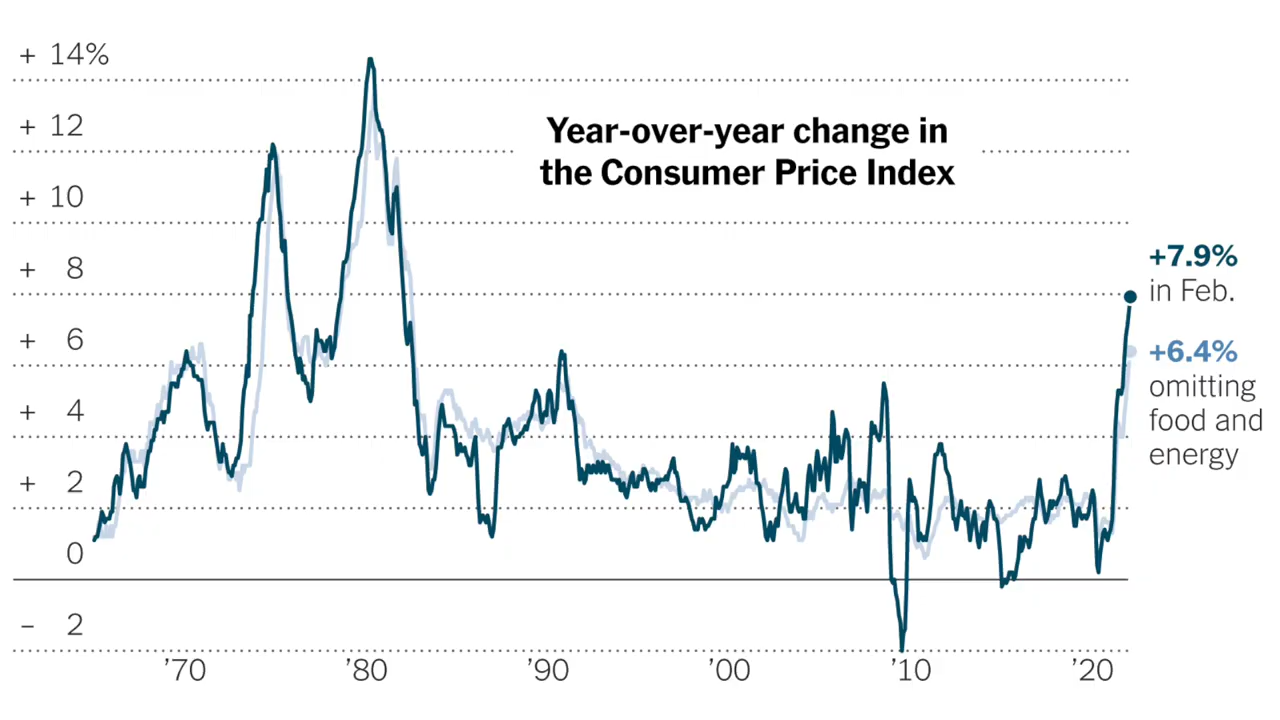 Year-over-year change in
the Consumer Price Index
+ 14%
+ 12
+ 10
+ 8
+ 6
+ 4
+ 2
0
– 2
+7.9%
in Feb.
+6.4%
omitting
food and
energy
’70 ’80 ’90 ’00 ’10 ’20